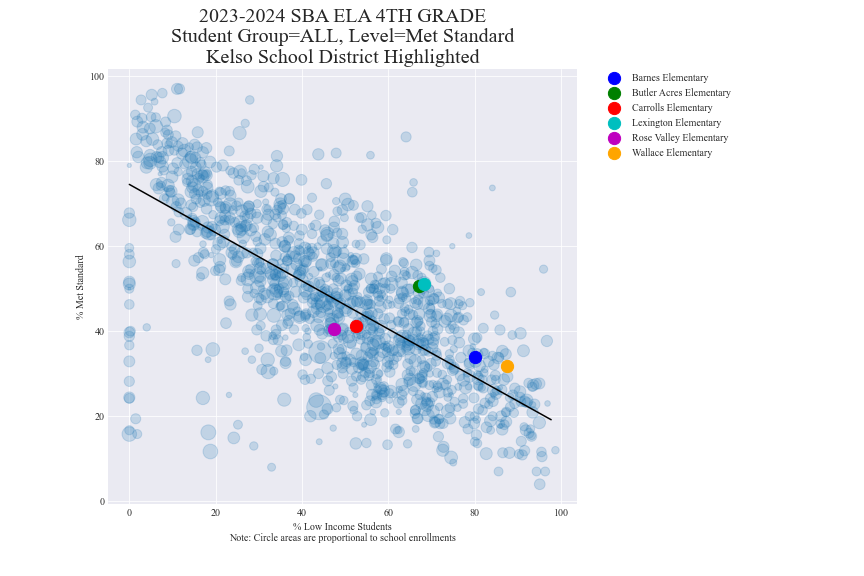 2023-2024 SBA ELA 4TH GRADE
Student Group=ALL, Level=Met Standard
Kelso School District Highlighted
100
80
60
40
20
0
% Met Standard
0 20 40 60 80 100
% Low Income Students
Note: Circle areas are proportional to school enrollments
Barnes Elementary
Butler Acres Elementary
Carrolls Elementary
Lexington Elementary
Rose Valley Elementary
Wallace Elementary